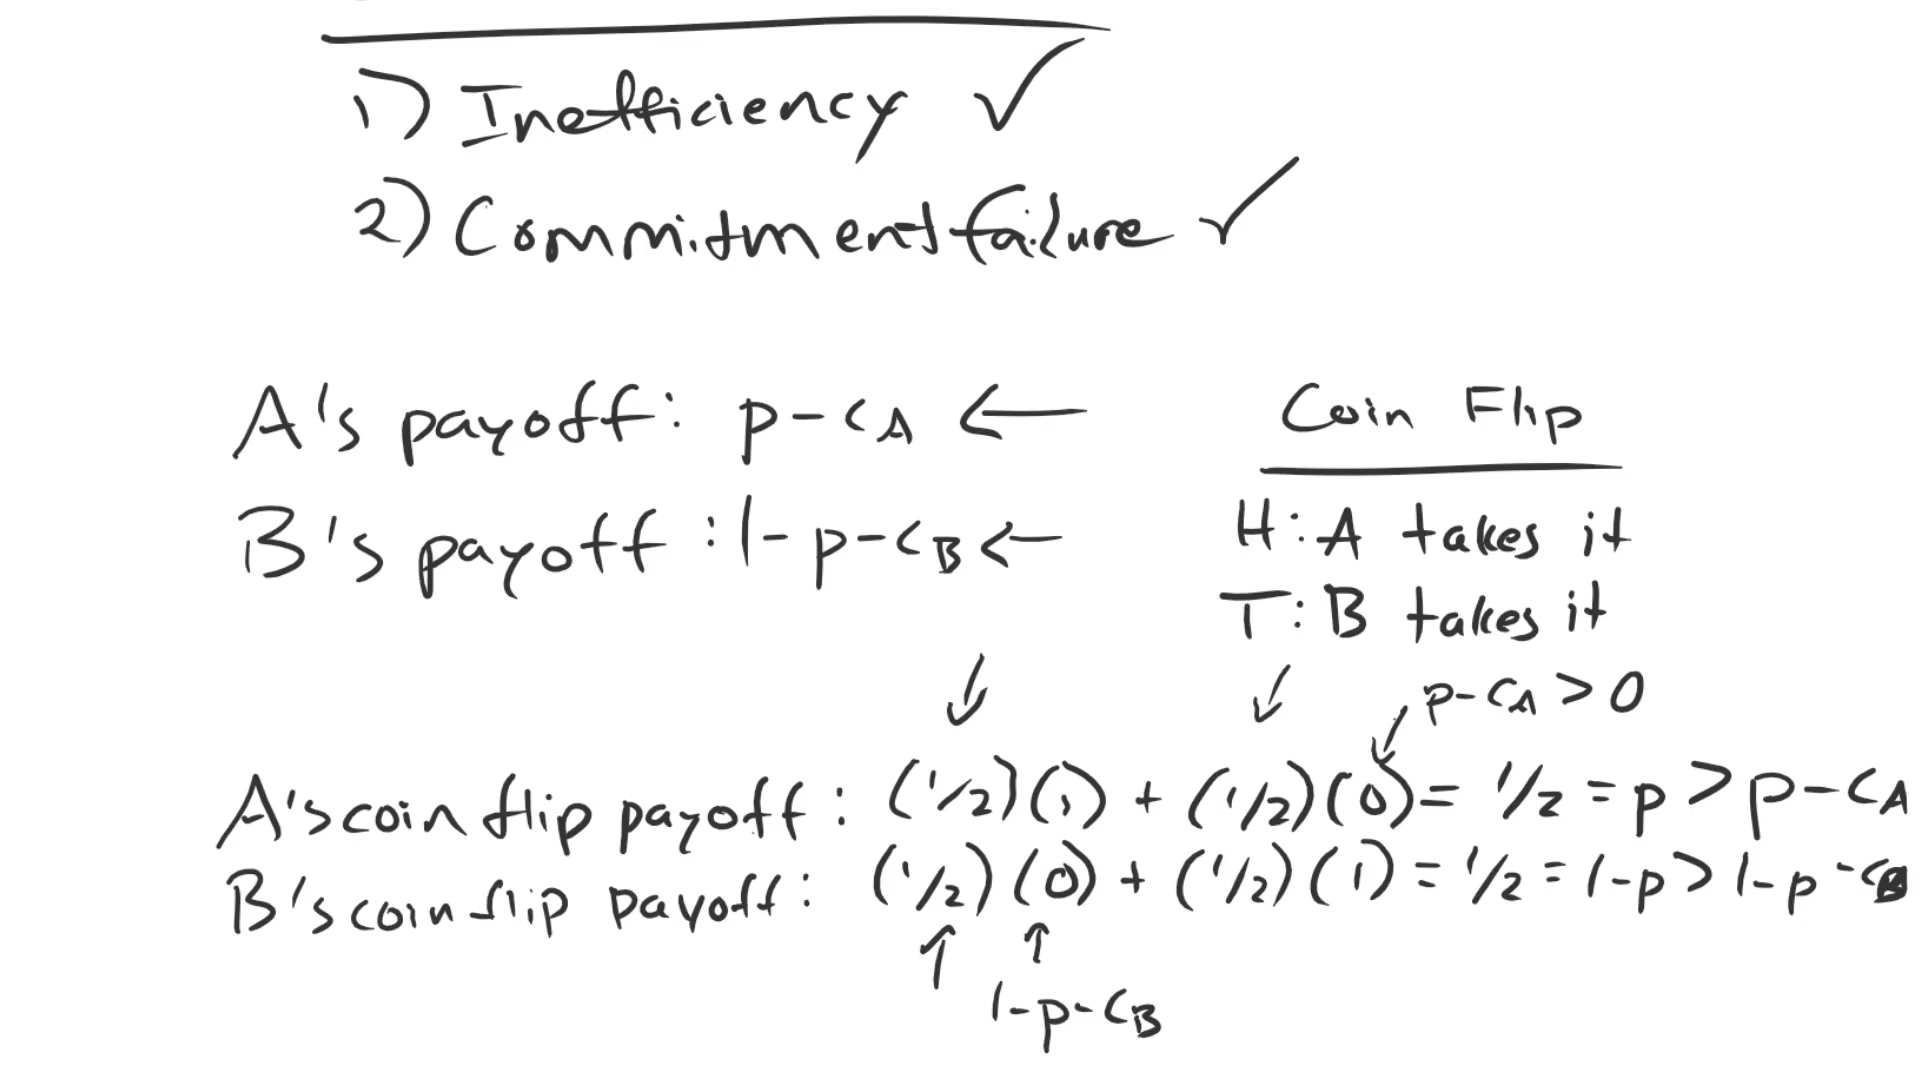 1) Inefficiency ✓
2) Commitment failure ✓
A's payoff: p-cA ←
Coin Flip
B's payoff: 1-p-cB ←
H: A takes it
T: B takes it
p-cA > 0
A's coin flip payoff: (1/2)(1) + (1/2)(0) = 1/2 = p > p-cA
B's coin flip payoff: (1/2)(0) + (1/2)(1) = 1/2 = 1-p > 1-p-cB
1-p-cB